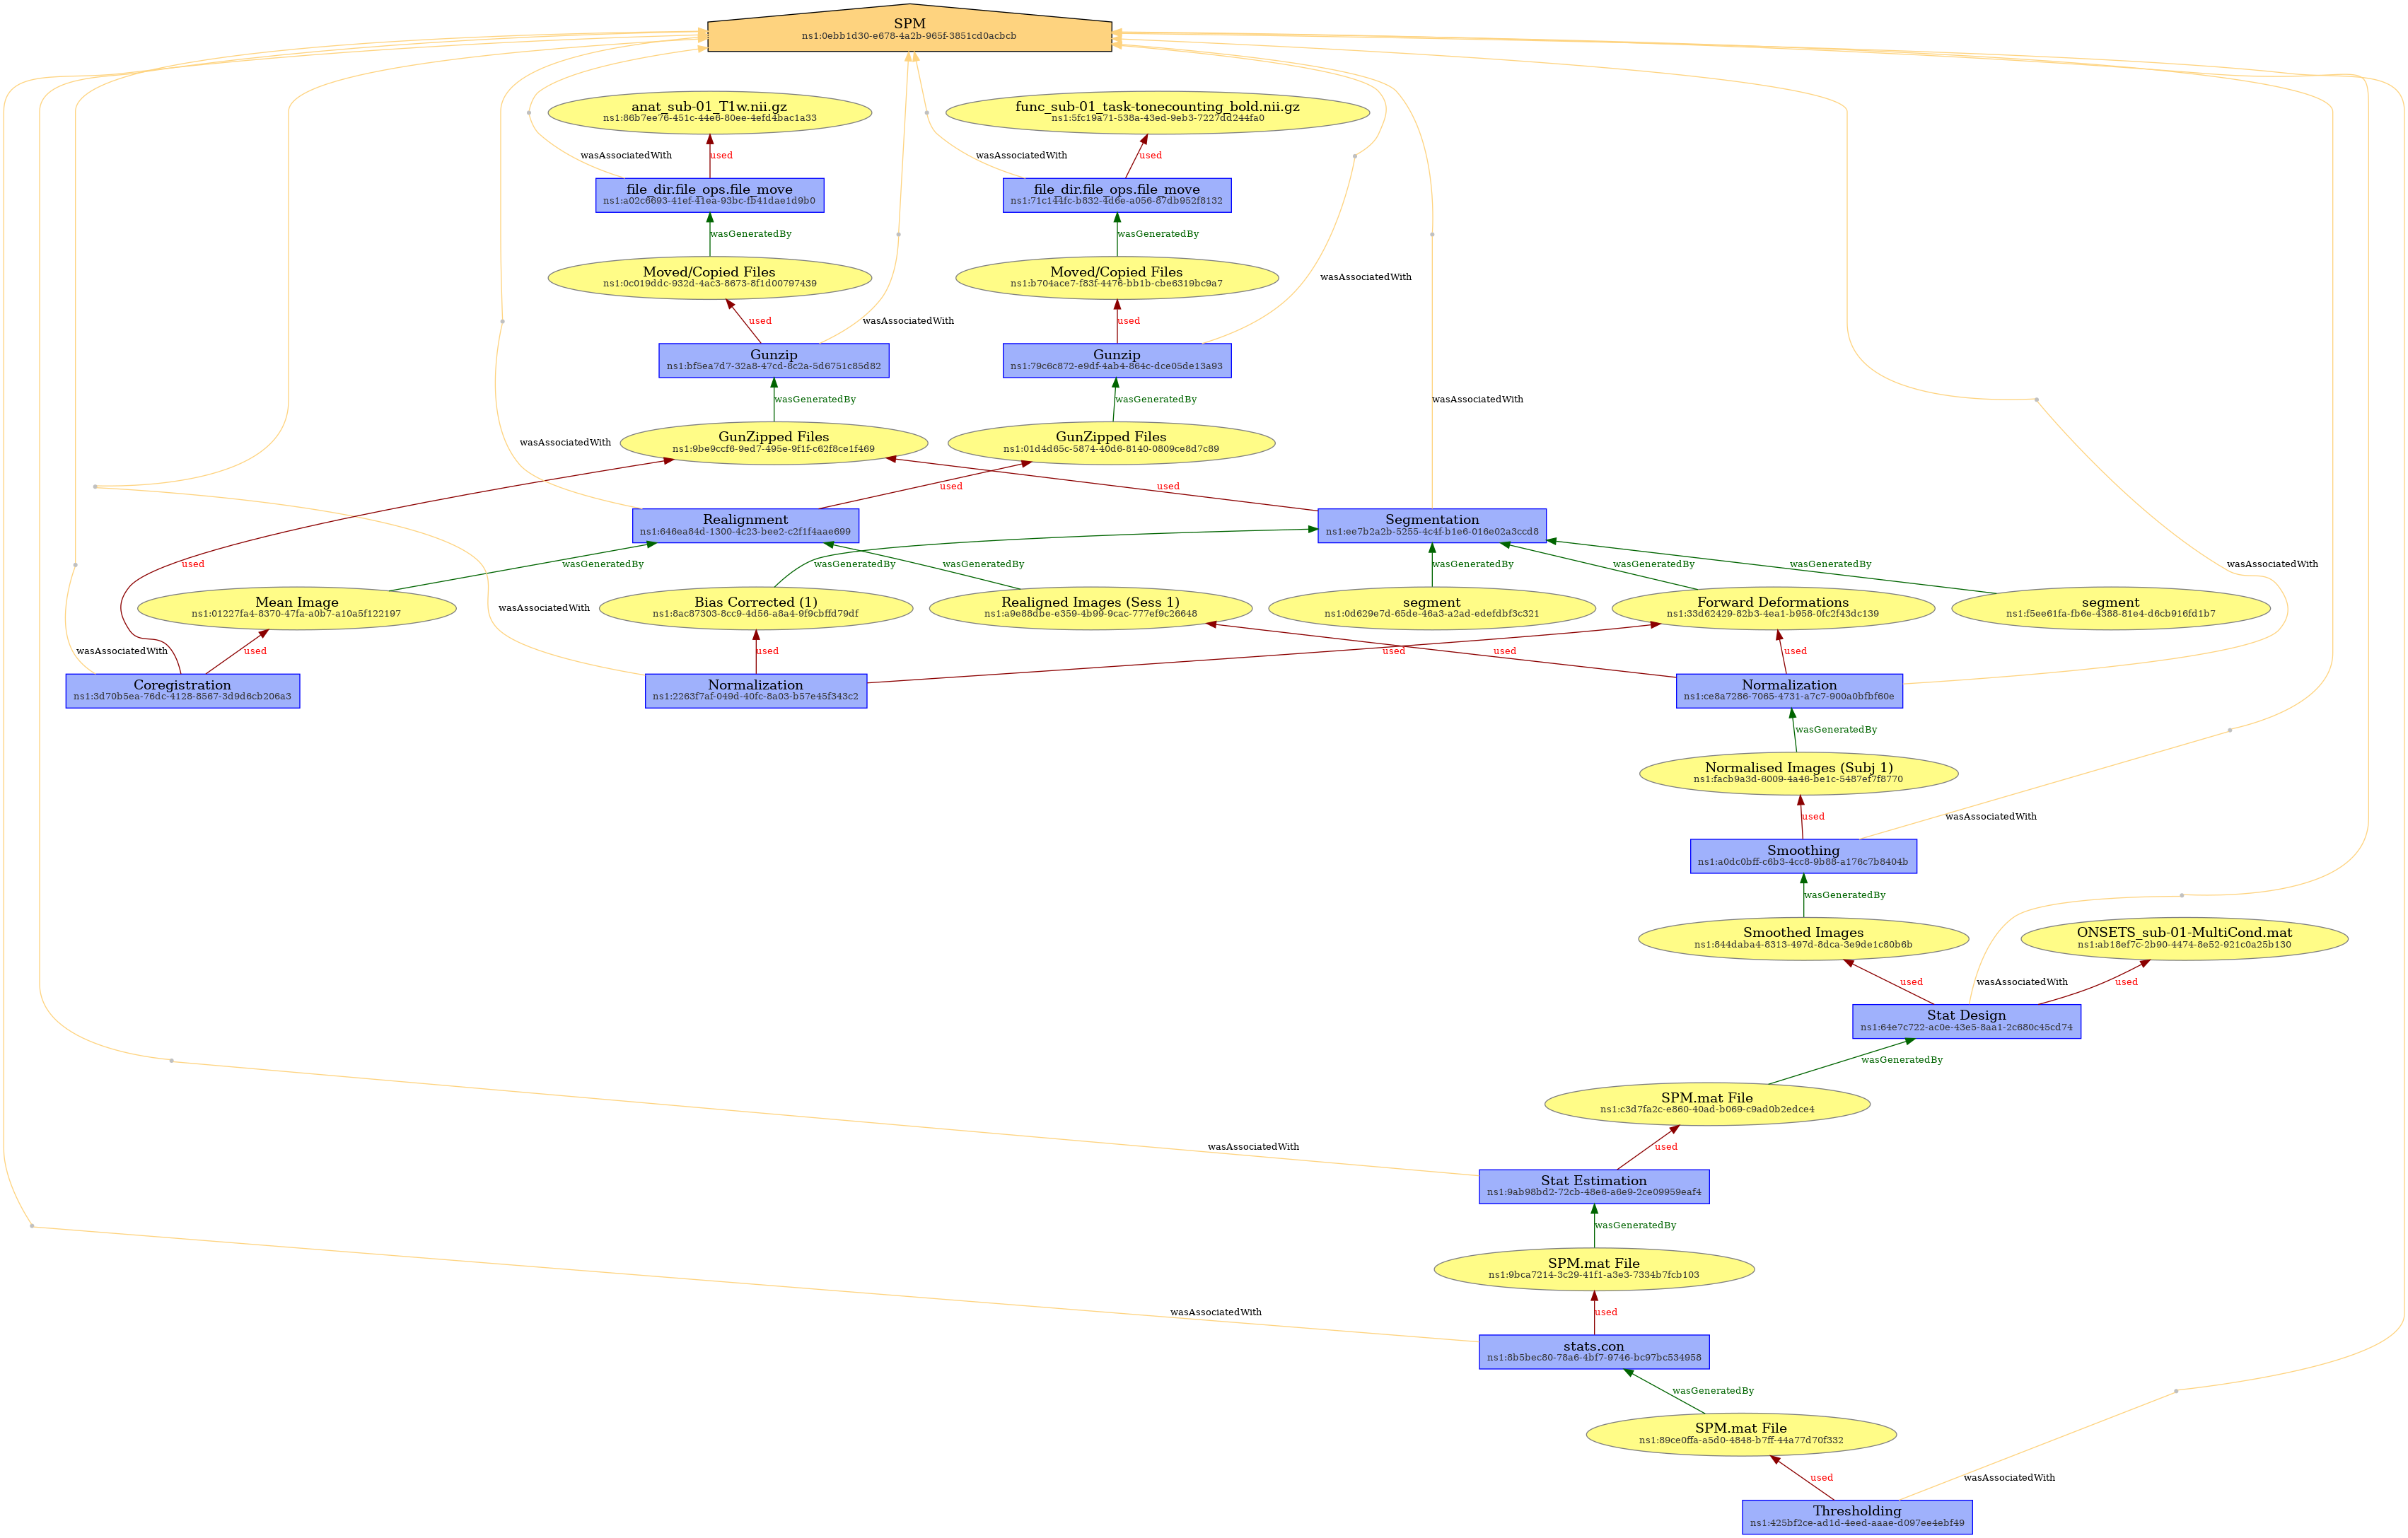 SPM
ns1:0ebb1d30-e678-4a2b-965f-3851cd0acbcb
anat_sub-01_T1w.nii.gz
ns1:86b7ee76-451c-44e6-80ee-4efd4bac1a33
func_sub-01_task-tonecounting_bold.nii.gz
ns1:5fc19a71-538a-43ed-9eb3-7227dd244fa0
wasAssociatedWith
used
wasAssociatedWith
used
file_dir.file_ops.file_move
ns1:a02c6693-41ef-41ea-93bc-fb41dae1d9b0
file_dir.file_ops.file_move
ns1:71c144fc-b832-4d6e-a056-87db952f8132
wasGeneratedBy
wasGeneratedBy
Moved/Copied Files
ns1:0c019ddc-932d-4ac3-8673-8f1d00797439
Moved/Copied Files
ns1:b704ace7-f83f-4476-bb1b-cbe6319bc9a7
wasAssociatedWith
used
wasAssociatedWith
used
Gunzip
ns1:bf5ea7d7-32a8-47cd-8c2a-5d6751c85d82
Gunzip
ns1:79c6c872-e9df-4ab4-864c-dce05de13a93
wasGeneratedBy
wasGeneratedBy
wasAssociatedWith
GunZipped Files
ns1:9be9ccf6-9ed7-495e-9f1f-c62f8ce1f469
GunZipped Files
ns1:01d4d65c-5874-40d6-8140-0809ce8d7c89
wasAssociatedWith
used
used
Realignment
ns1:646ea84d-1300-4c23-bee2-c2f1f4aae699
Segmentation
ns1:ee7b2a2b-5255-4c4f-b1e6-016e02a3ccd8
used
wasGeneratedBy
wasGeneratedBy
wasGeneratedBy
wasGeneratedBy
wasGeneratedBy
wasGeneratedBy
wasAssociatedWith
Mean Image
ns1:01227fa4-8370-47fa-a0b7-a10a5f122197
wasAssociatedWith
Bias Corrected (1)
ns1:8ac87303-8cc9-4d56-a8a4-9f9cbffd79df
Realigned Images (Sess 1)
ns1:a9e88dbe-e359-4b99-9cac-777ef9c26648
segment
ns1:0d629e7d-65de-46a3-a2ad-edefdbf3c321
Forward Deformations
ns1:33d62429-82b3-4ea1-b958-0fc2f43dc139
segment
ns1:f5ee61fa-fb6e-4388-81e4-d6cb916fd1b7
wasAssociatedWith
used
used
used
used
used
Coregistration
ns1:3d70b5ea-76dc-4128-8567-3d9d6cb206a3
Normalization
ns1:2263f7af-049d-40fc-8a03-b57e45f343c2
Normalization
ns1:ce8a7286-7065-4731-a7c7-900a0bfbf60e
wasGeneratedBy
Normalised Images (Subj 1)
ns1:facb9a3d-6009-4a46-be1c-5487ef7f8770
used
wasAssociatedWith
Smoothing
ns1:a0dc0bff-c6b3-4cc8-9b88-a176c7b8404b
wasGeneratedBy
Smoothed Images
ns1:844daba4-8313-497d-8dca-3e9de1c80b6b
ONSETS_sub-01-MultiCond.mat
ns1:ab18ef7c-2b90-4474-8e52-921c0a25b130
used
wasAssociatedWith
used
Stat Design
ns1:64e7c722-ac0e-43e5-8aa1-2c680c45cd74
wasGeneratedBy
SPM.mat File
ns1:c3d7fa2c-e860-40ad-b069-c9ad0b2edce4
wasAssociatedWith
used
Stat Estimation
ns1:9ab98bd2-72cb-48e6-a6e9-2ce09959eaf4
wasGeneratedBy
SPM.mat File
ns1:9bca7214-3c29-41f1-a3e3-7334b7fcb103
wasAssociatedWith
used
stats.con
ns1:8b5bec80-78a6-4bf7-9746-bc97bc534958
wasGeneratedBy
SPM.mat File
ns1:89ce0ffa-a5d0-4848-b7ff-44a77d70f332
used
wasAssociatedWith
Thresholding
ns1:425bf2ce-ad1d-4eed-aaae-d097ee4ebf49